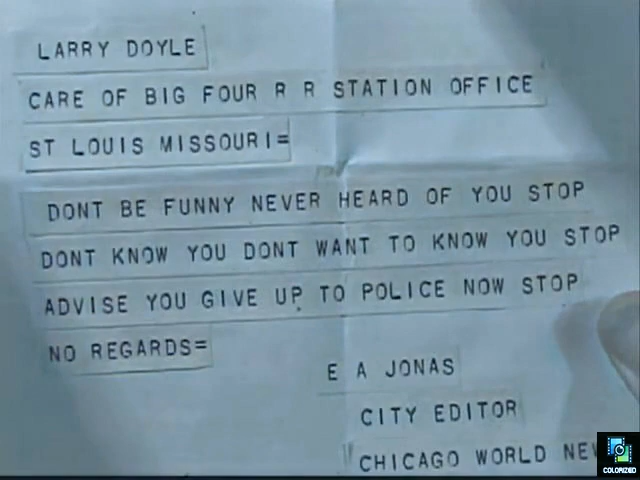 LARRY DOYLE
CARE OF BIG FOUR R R STATION OFFICE
ST LOUIS MISSOURI=
DONT BE FUNNY NEVER HEARD OF YOU STOP
DONT KNOW YOU DONT WANT TO KNOW YOU STOP
ADVISE YOU GIVE UP TO POLICE NOW STOP
NO REGARDS=
E A JONAS
CITY EDITOR
CHICAGO WORLD
COLORIZED